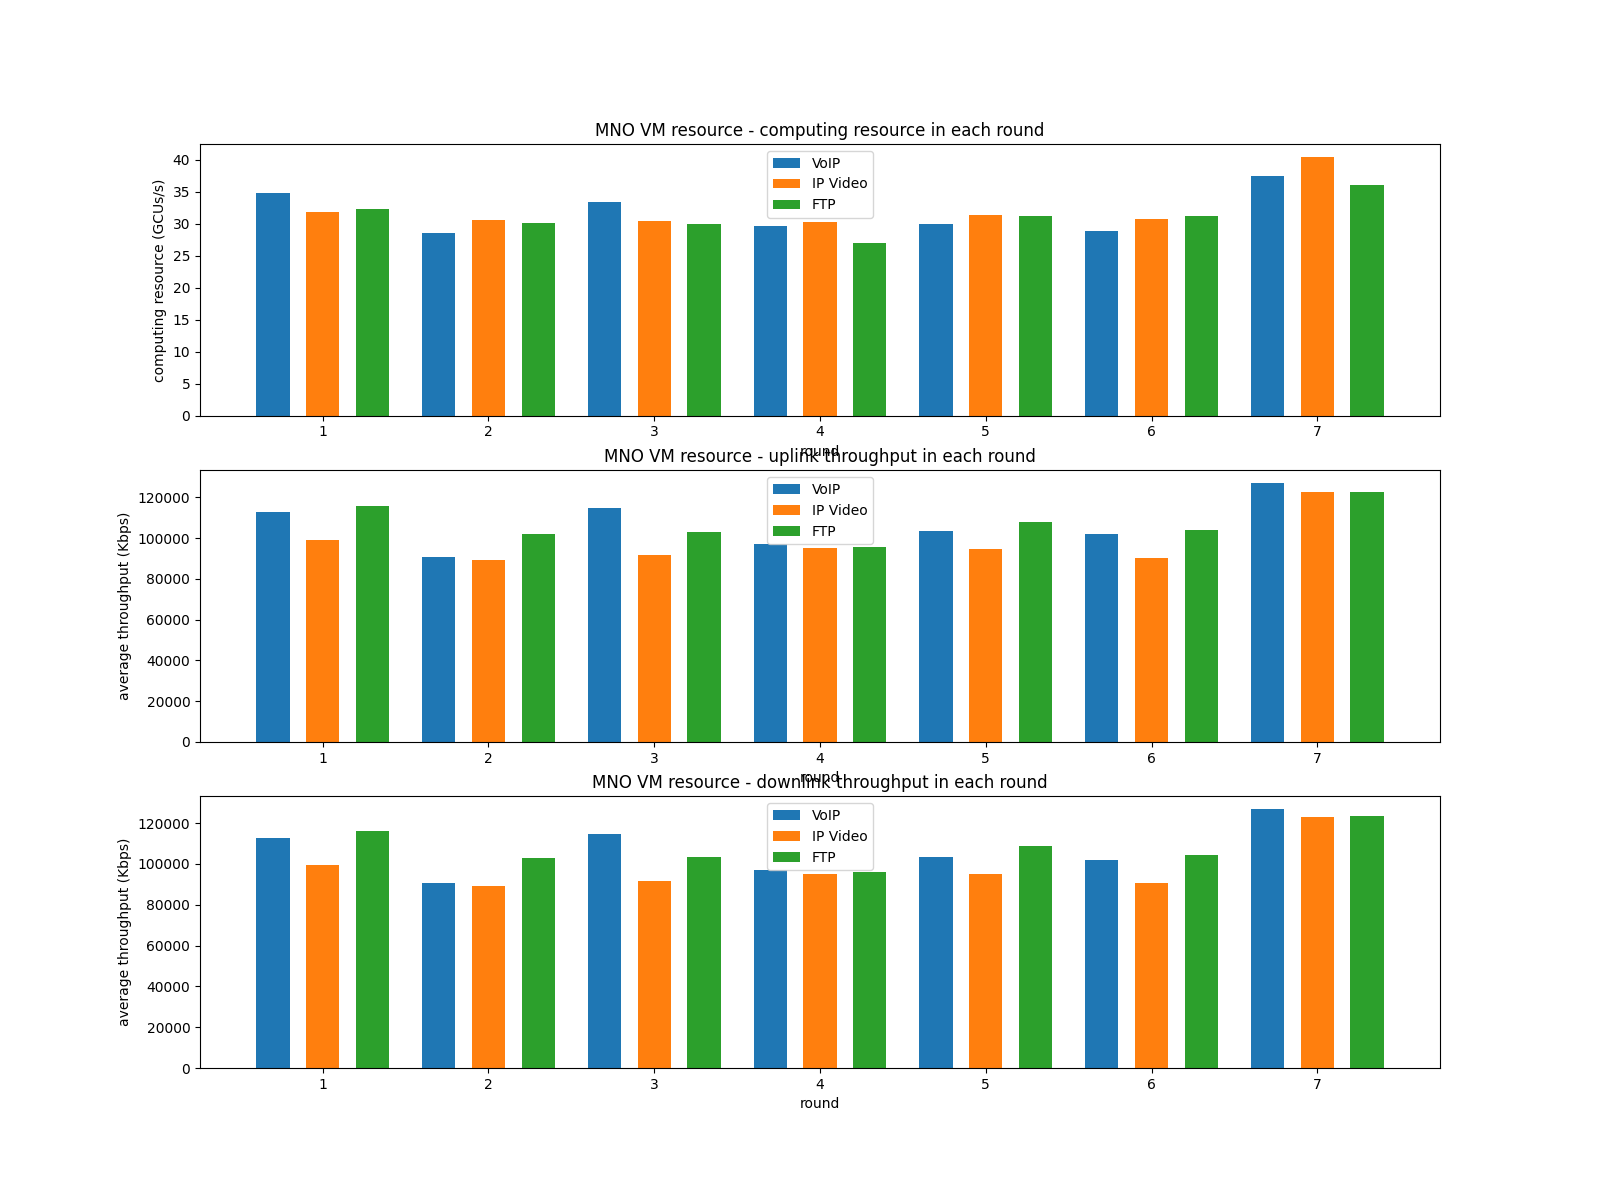 MNO VM resource - computing resource in each round
computing resource (GCUs/s)
40
35
30
25
20
15
10
5
0
VoIP
IP Video
FTP
1 2 3 4 5 6 7
round
MNO VM resource - uplink throughput in each round
average throughput (Kbps)
120000
100000
80000
60000
40000
20000
0
VoIP
IP Video
FTP
1 2 3 4 5 6 7
round
MNO VM resource - downlink throughput in each round
average throughput (Kbps)
120000
100000
80000
60000
40000
20000
0
VoIP
IP Video
FTP
1 2 3 4 5 6 7
round